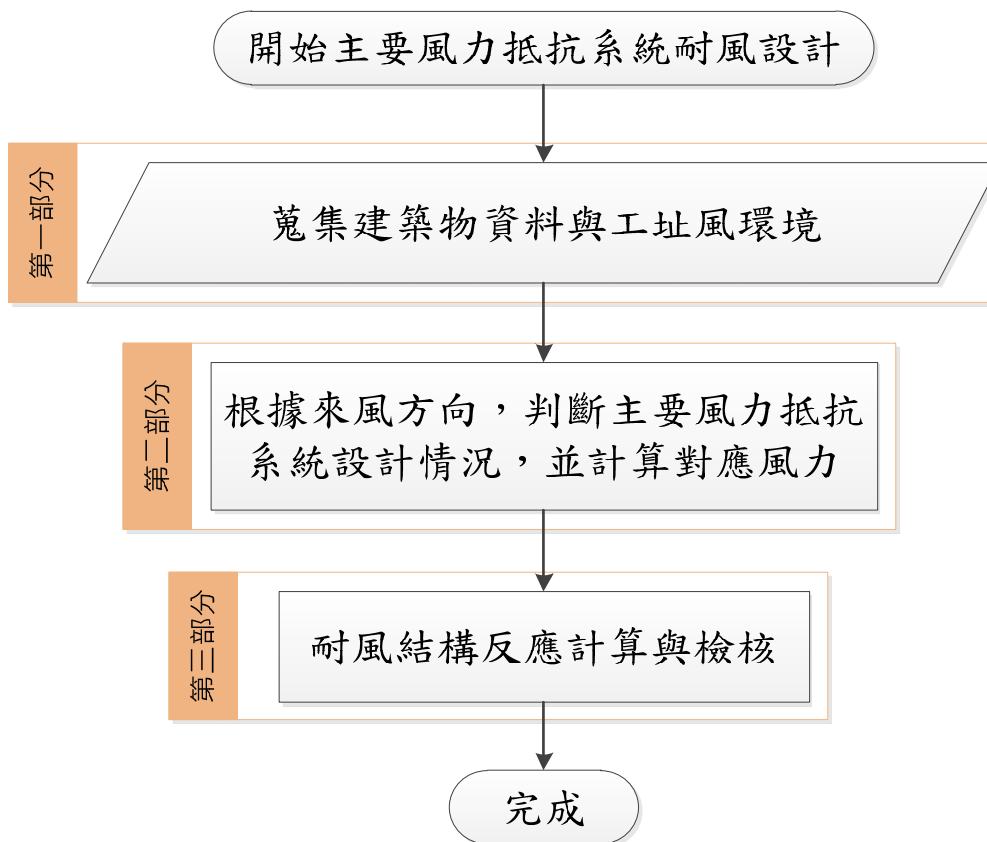 開始主要風力抵抗系統耐風設計
第一部分
蒐集建築物資料與工址風環境
第二部分
根據來風方向，判斷主要風力抵抗
系統設計情況，並計算對應風力
第三部分
耐風結構反應計算與檢核
完成